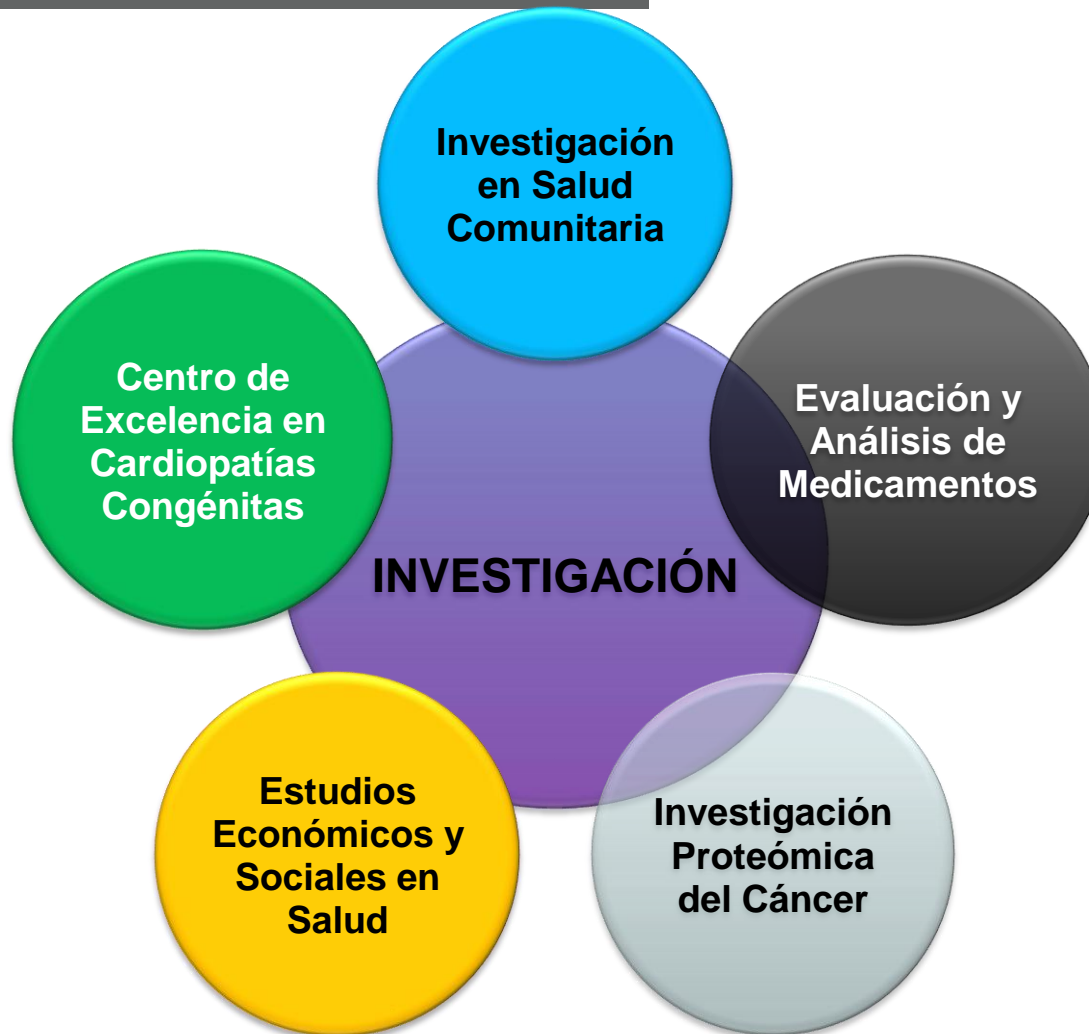 Investigación
en Salud
Comunitaria
Centro de
Excelencia en
Cardiopatías
Congénitas
Evaluación y
Análisis de
Medicamentos
INVESTIGACIÓN
Estudios
Económicos y
Sociales en
Salud
Investigación
Proteómica
del Cáncer